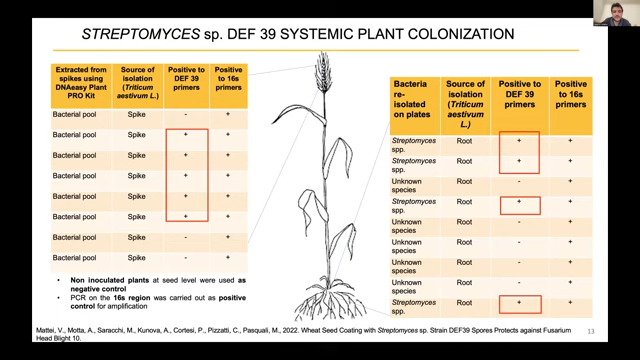 STREPTOMYCES sp. DEF 39 SYSTEMIC PLANT COLONIZATION
Extracted from spikes using DNAeasy Plant PRO Kit
Source of isolation (Triticum aestivum L.)
Positive to DEF 39 primers
Positive to 16s primers
Bacterial pool Spike - +
Bacterial pool Spike + +
Bacterial pool Spike + +
Bacterial pool Spike + +
Bacterial pool Spike + +
Bacterial pool Spike + +
Bacterial pool Spike - +
Bacterial pool Spike - +
• Non inoculated plants at seed level were used as
negative control
• PCR on the 16s region was carried out as positive
control for amplification
Bacteria re-isolated on plates
Source of isolation (Triticum aestivum L.)
Positive to DEF 39 primers
Positive to 16s primers
Streptomyces spp. Root + +
Streptomyces spp. Root + +
Unknown species Root - +
Streptomyces spp. Root + +
Unknown species Root - +
Unknown species Root - +
Unknown species Root - +
Unknown species Root - +
Streptomyces spp. Root + +
Mattei, V., Motta, A., Saracchi, M., Kunova, A., Cortesi, P., Pizzatti, C., Pasquali, M., 2022. Wheat Seed Coating with Streptomyces sp. Strain DEF39 Spores Protects against Fusarium
Head Blight 10.
13